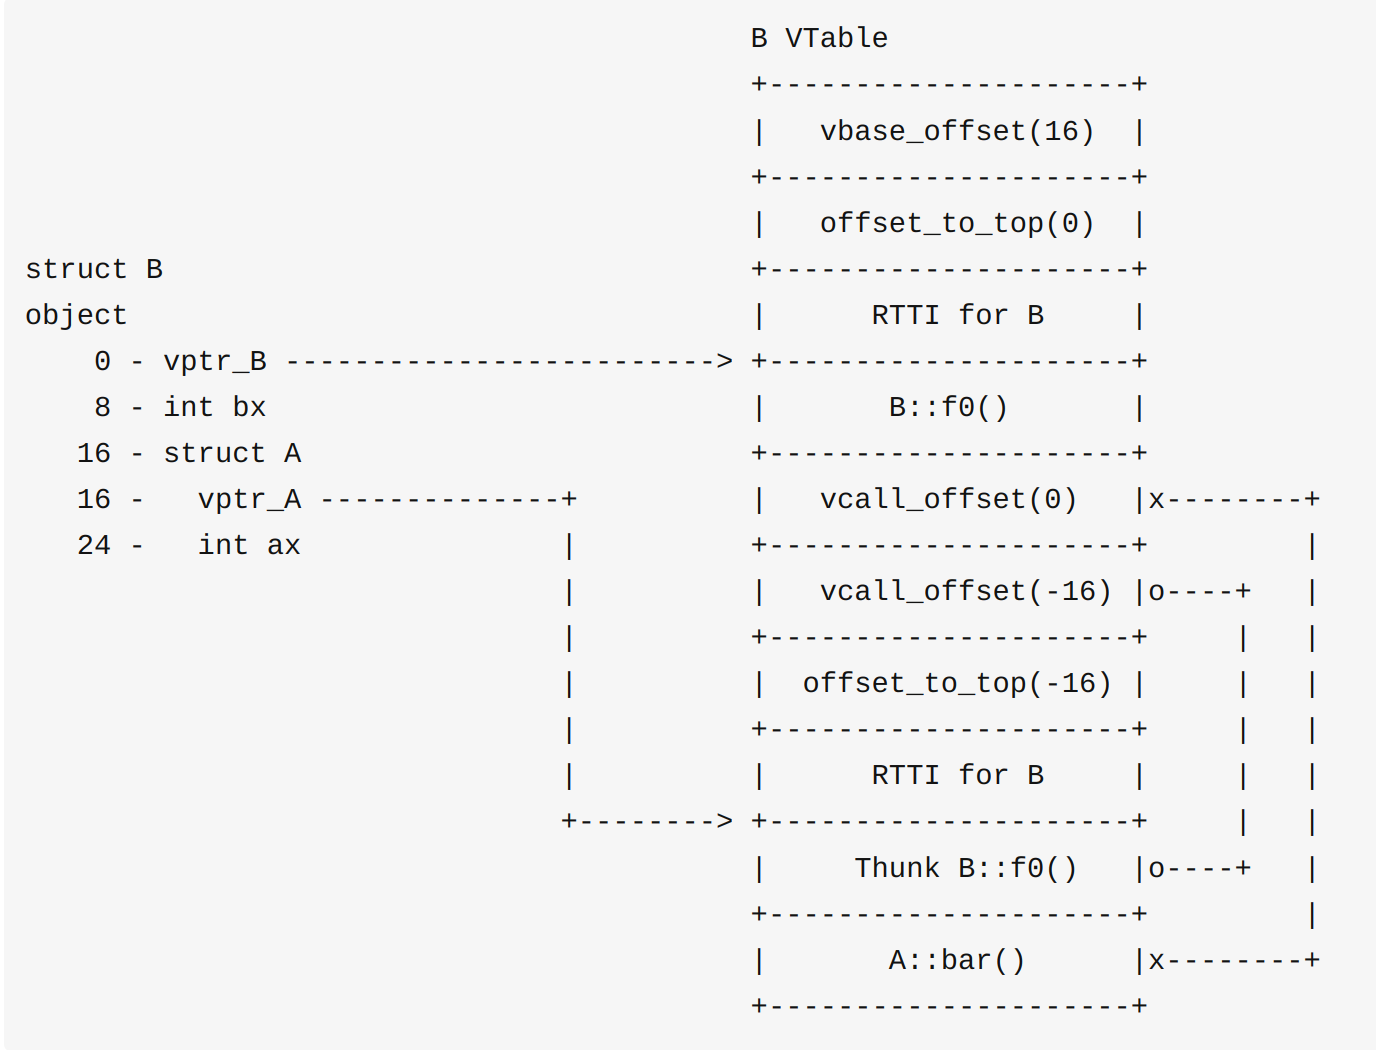 B VTable
                                          +---------------------+
                                          |   vbase_offset(16)  |
                                          +---------------------+
                                          |   offset_to_top(0)  |
struct B                                  +---------------------+
object                                    |      RTTI for B     |
    0 - vptr_B -------------------------> +---------------------+
    8 - int bx                            |       B::f0()       |
   16 - struct A                          +---------------------+
   16 -   vptr_A --------------+          |   vcall_offset(0)   |x--------+
   24 -   int ax               |          +---------------------+         |
                               |          |   vcall_offset(-16) |o----+   |
                               |          +---------------------+     |   |
                               |          |  offset_to_top(-16) |     |   |
                               |          +---------------------+     |   |
                               |          |      RTTI for B     |     |   |
                               +--------> +---------------------+     |   |
                                          |     Thunk B::f0()   |o----+   |
                                          +---------------------+         |
                                          |       A::bar()      |x--------+
                                          +---------------------+